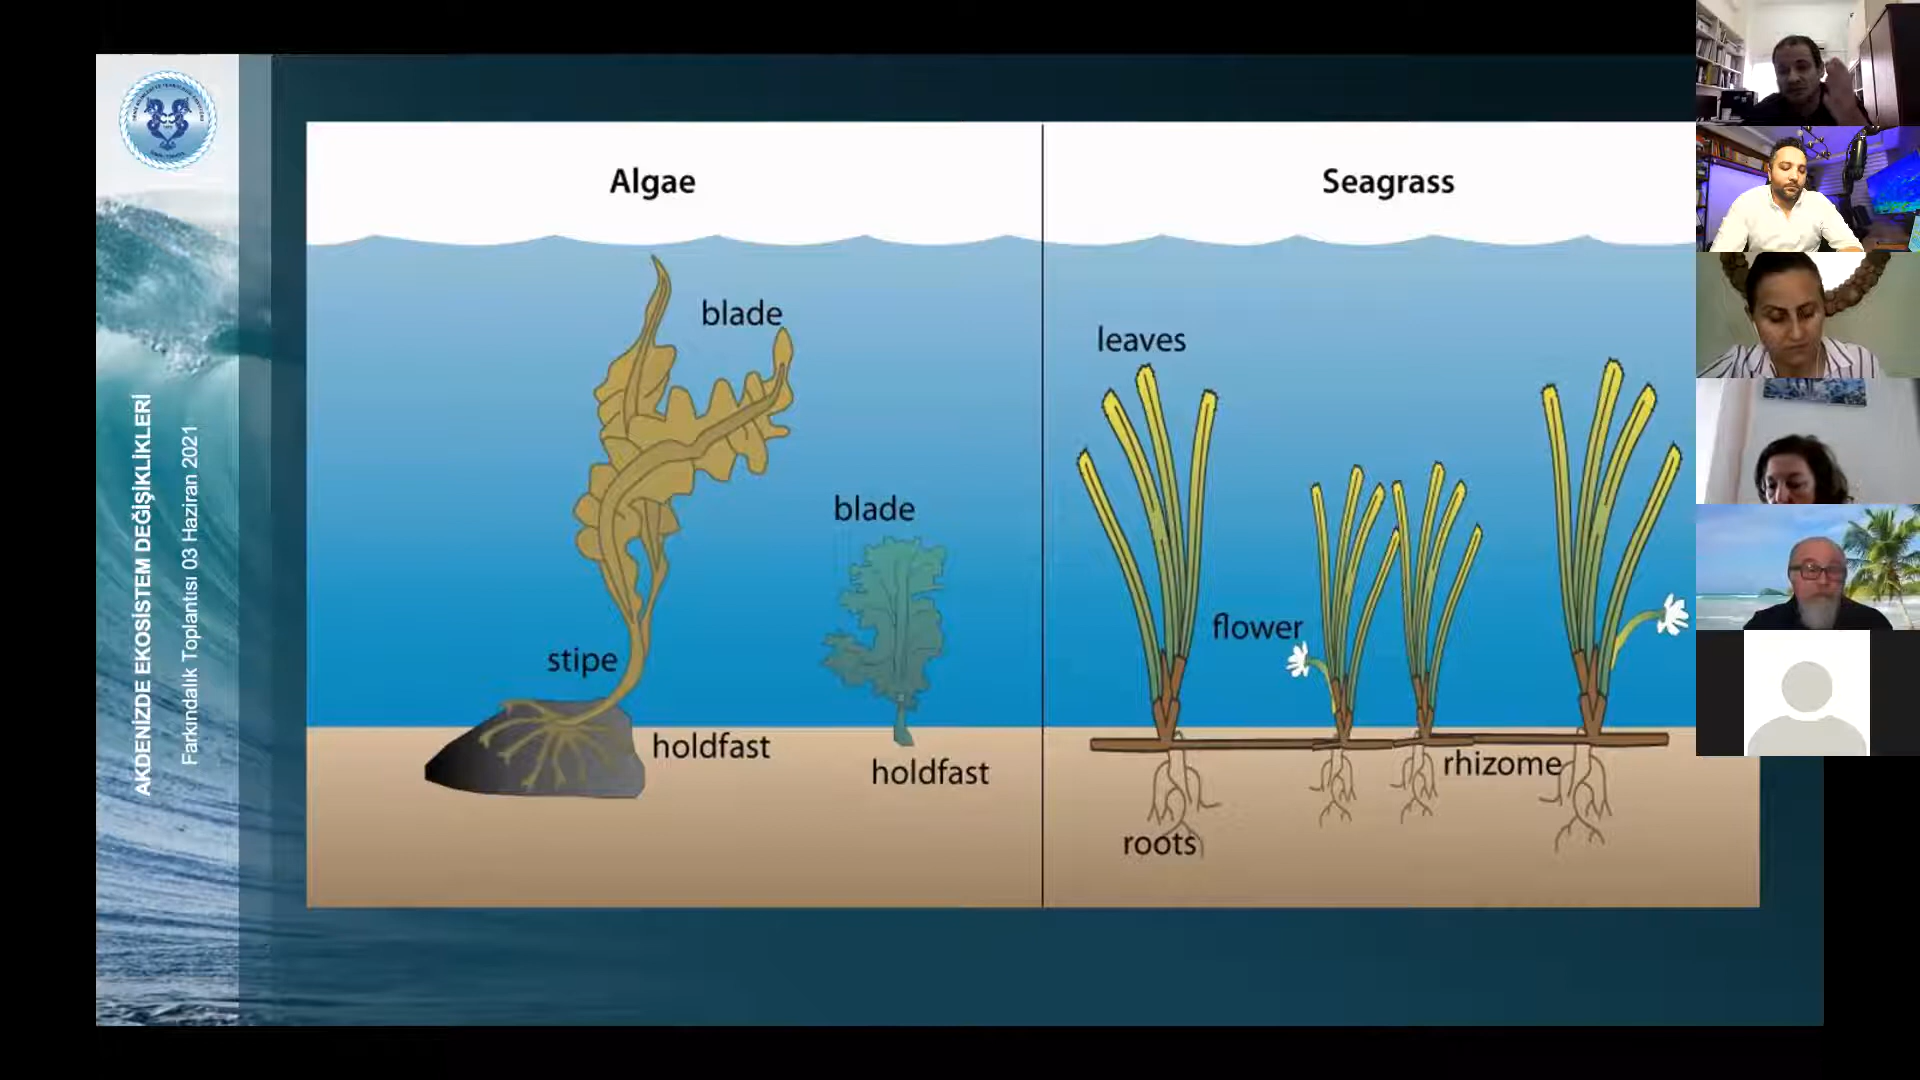 AKDENİZDE EKOSİSTEM DEĞİŞİKLİKLERİ
Farkındalık Toplantısı 03 Haziran 2021
Algae
blade
blade
stipe
holdfast
holdfast
Seagrass
leaves
flower
rhizome
roots